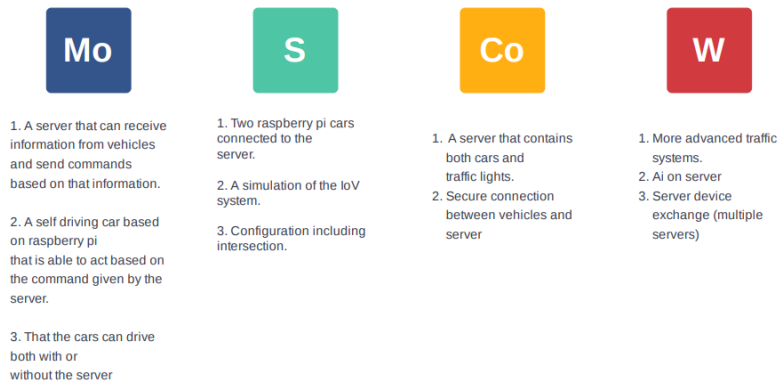 Mo
1. A server that can receive
information from vehicles
and send commands
based on that information.
2. A self driving car based
on raspberry pi
that is able to act based on
the command given by the
server.
3. That the cars can drive
both with or
without the server
S
1. Two raspberry pi cars
connected to the
server.
2. A simulation of the IoV
system.
3. Configuration including
intersection.
Co
1. A server that contains
both cars and
traffic lights.
2. Secure connection
between vehicles and
server
W
1. More advanced traffic
systems.
2. Ai on server
3. Server device
exchange (multiple
servers)